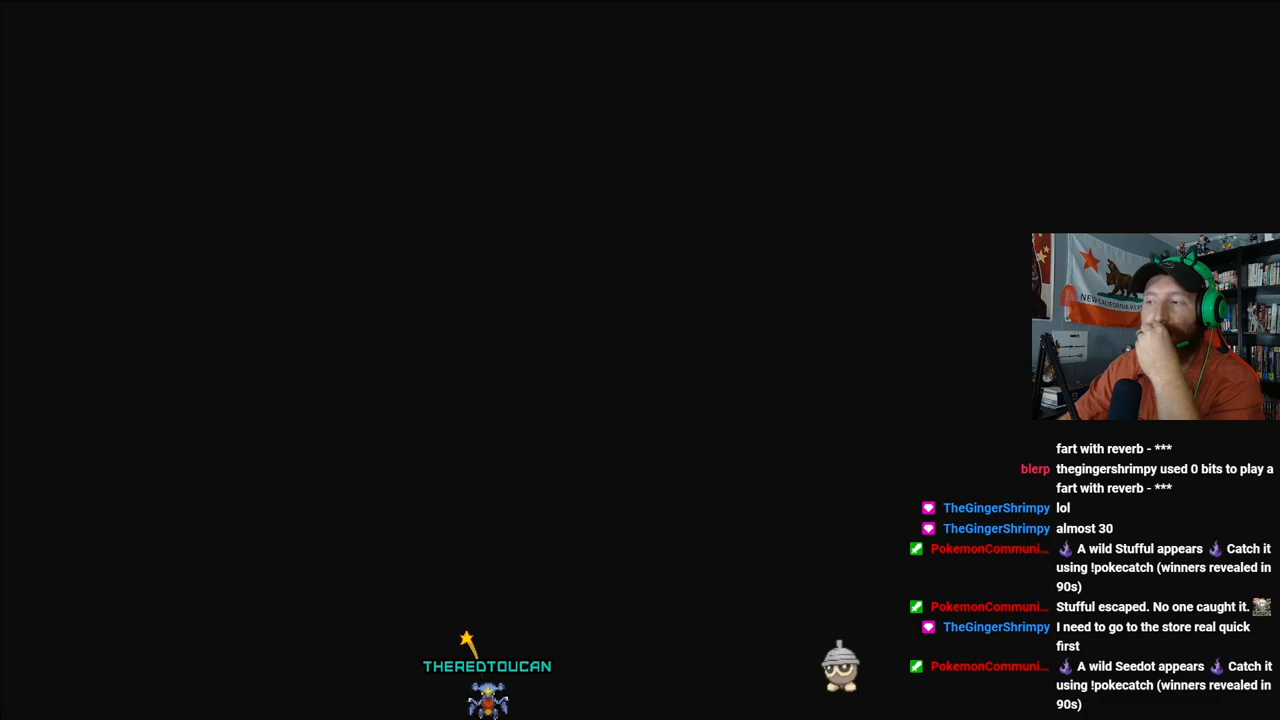 NEW CALIFORNIA REP
fart with reverb - ***
blerp thegingershrimpy used 0 bits to play a
fart with reverb - ***
TheGingerShrimpy lol
TheGingerShrimpy almost 30
PokemonCommuni... A wild Stufful appears Catch it
using !pokecatch (winners revealed in
90s)
PokemonCommuni... Stufful escaped. No one caught it.
TheGingerShrimpy I need to go to the store real quick
first
PokemonCommuni... A wild Seedot appears Catch it
using !pokecatch (winners revealed in
90s)
THEREDTOUCAN